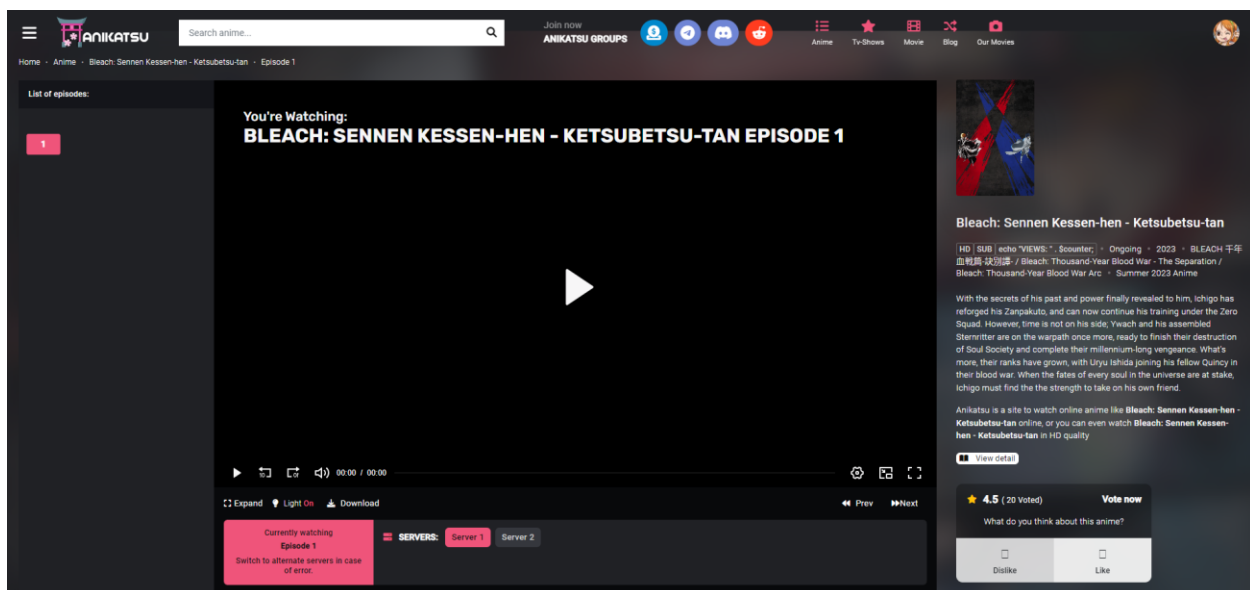 ANIKATSU
Search anime...
Join now
ANIKATSU GROUPS
Anime
Tv-Shows
Movie
Blog
Our Movies
Home - Anime - Bleach: Sennen Kessen-hen - Ketsubetsu-tan - Episode 1
List of episodes:
1
You're Watching:
BLEACH: SENNEN KESSEN-HEN - KETSUBETSU-TAN EPISODE 1
00:00 / 00:00
Expand
Light On
Download
Prev
Next
Currently watching
Episode 1
Switch to alternate servers in case
of error.
SERVERS:
Server 1
Server 2
Bleach: Sennen Kessen-hen - Ketsubetsu-tan
HD SUB echo "VIEWS: " . $counter; • Ongoing • 2023 • BLEACH 千年
血戦篇-訣別譚- / Bleach: Thousand-Year Blood War - The Separation /
Bleach: Thousand-Year Blood War Arc • Summer 2023 Anime
With the secrets of his past and power finally revealed to him, Ichigo has
reforged his Zanpakuto, and can now continue his training under the Zero
Squad. However, time is not on his side; Ywach and his assembled
Sternritter are on the warpath once more, ready to finish their destruction
of Soul Society and complete their millennium-long vengeance. What's
more, their ranks have grown, with Uryu Ishida joining his fellow Quincy in
their blood war. When the fates of every soul in the universe are at stake,
Ichigo must find the the strength to take on his own friend.
Anikatsu is a site to watch online anime like Bleach: Sennen Kessen-hen -
Ketsubetsu-tan online, or you can even watch Bleach: Sennen Kessen-
hen - Ketsubetsu-tan in HD quality
View detail
4.5 ( 20 Voted)
Vote now
What do you think about this anime?
Dislike
Like